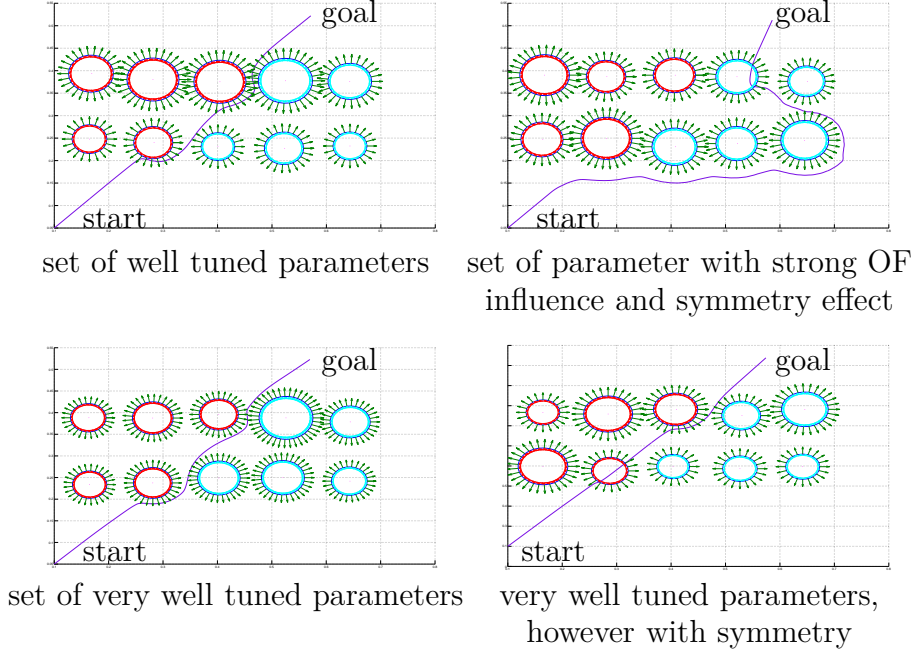 goal
start
set of well tuned parameters
goal
start
set of parameter with strong OF
influence and symmetry effect
goal
start
set of very well tuned parameters
goal
start
very well tuned parameters,
however with symmetry